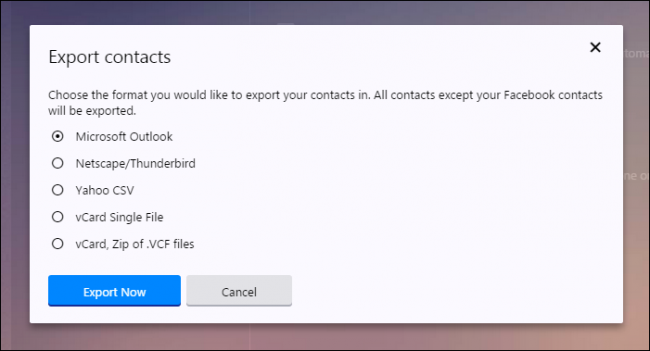 Export contacts
Choose the format you would like to export your contacts in. All contacts except your Facebook contacts
will be exported.
Microsoft Outlook
Netscape/Thunderbird
Yahoo CSV
vCard Single File
vCard, Zip of .VCF files
Export Now
Cancel